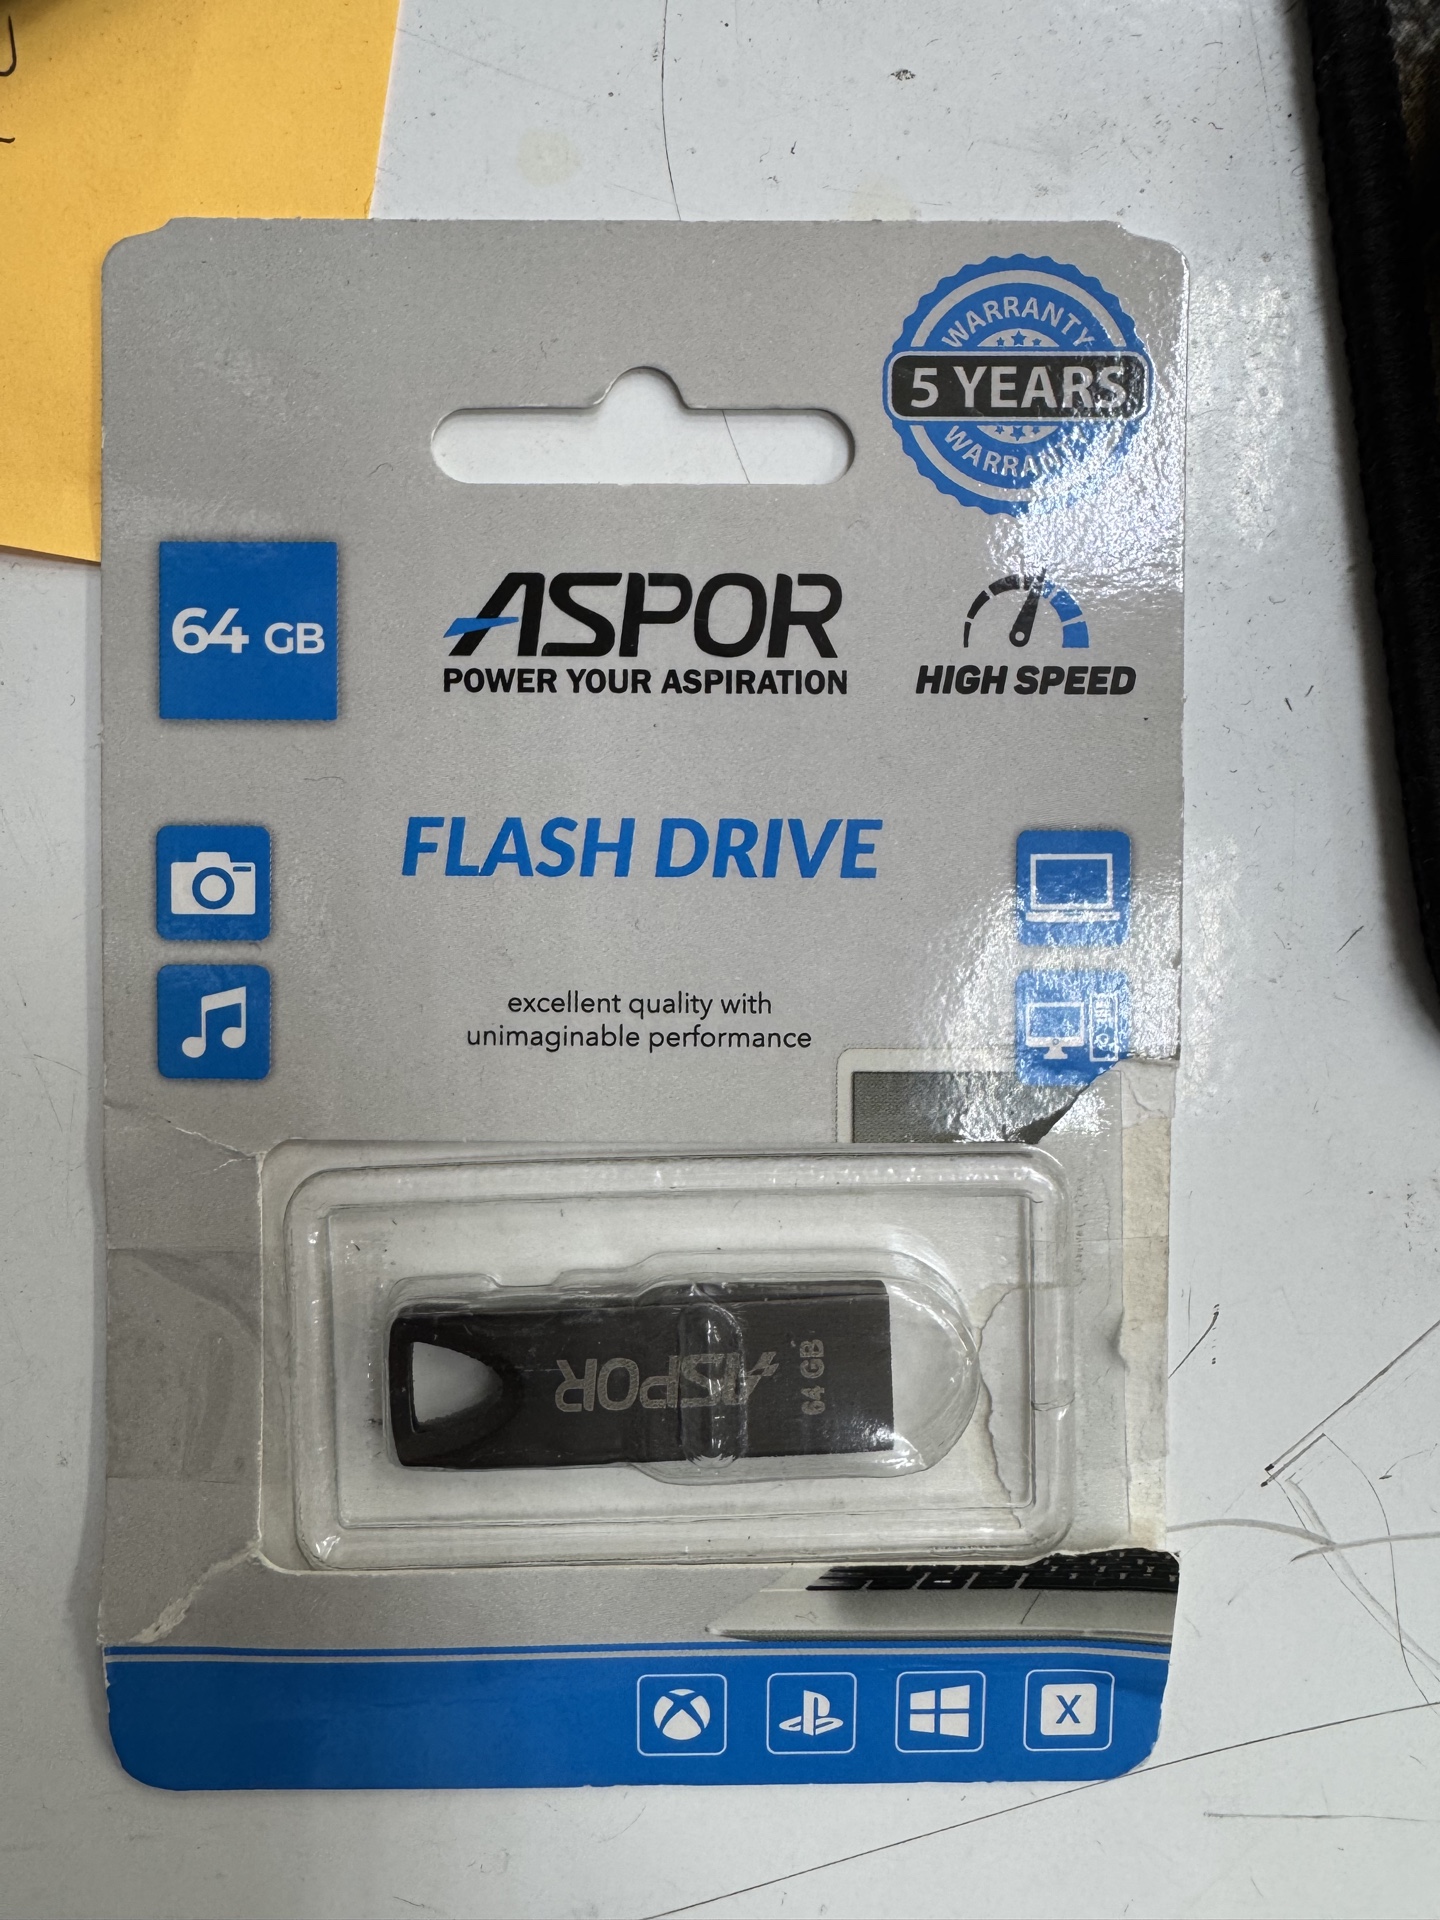 WARRANTY
5 YEARS
WARRANTY
64 GB
ASPOR
POWER YOUR ASPIRATION
HIGH SPEED
FLASH DRIVE
excellent quality with
unimaginable performance
ASPOR
64 GB
X